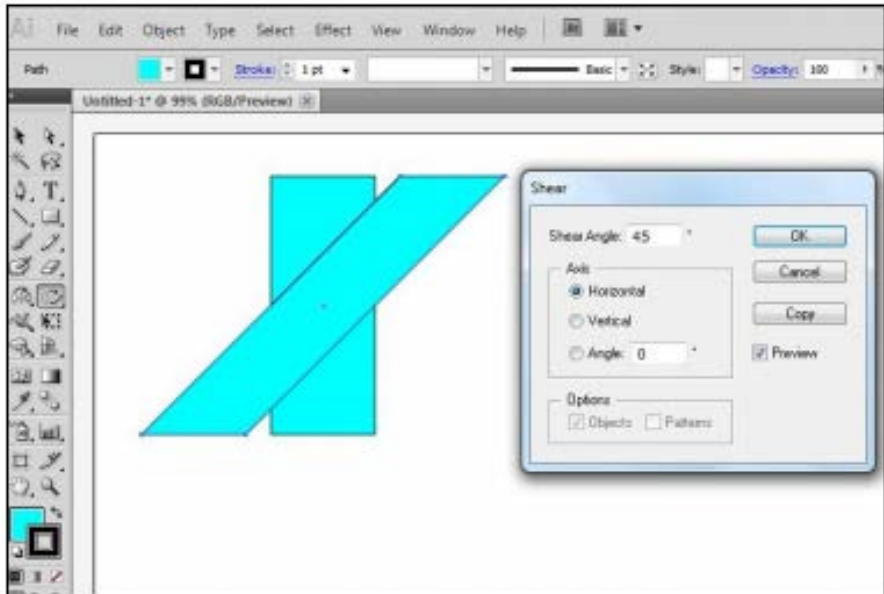 Ai File Edit Object Type Select Effect View Window Help Br
Path Stroke: 1 pt Basic Style: Opacity: 100
Untitled-1* @ 99% (RGB/Preview)
T
Shear
Shear Angle: 45 °
OK
Axis
Cancel
Horizontal
Vertical
Copy
Angle: 0 °
Preview
Options
Objects Patterns